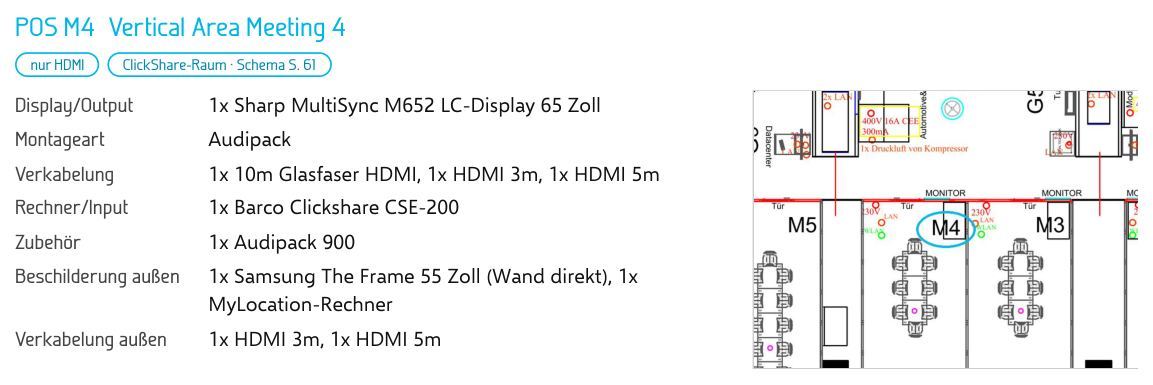 POS M4 Vertical Area Meeting 4
nur HDMI
ClickShare-Raum · Schema S. 61
Display/Output 1x Sharp MultiSync M652 LC-Display 65 Zoll
Montageart Audipack
Verkabelung 1x 10m Glasfaser HDMI, 1x HDMI 3m, 1x HDMI 5m
Rechner/Input 1x Barco Clickshare CSE-200
Zubehör 1x Audipack 900
Beschilderung außen 1x Samsung The Frame 55 Zoll (Wand direkt), 1x
MyLocation-Rechner
Verkabelung außen 1x HDMI 3m, 1x HDMI 5m
2x LAN
400V 16A CEE
300mA
Automotive&
1x Druckluft von Kompressor
Datacenter
G5
MONITOR MONITOR
Tür Tür Tür
M5 230V LAN M4 230V LAN M3
WLAN